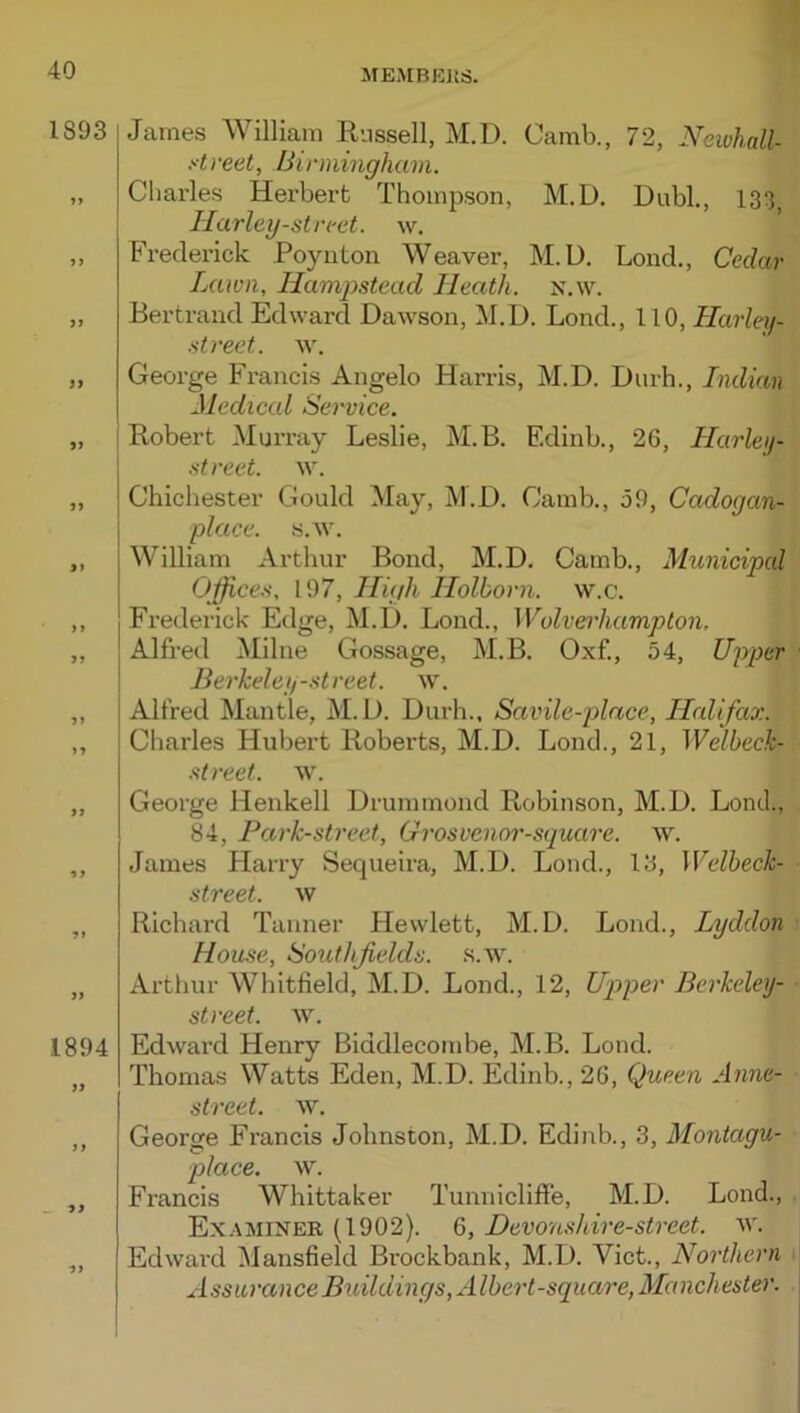 40
MEMBERS.
1893 James William Russell, M.D. Camb., 72, Newhall-
street, Birmingham.
„ Charles Herbert Thompson, M.D. Dubl., 133,
Harley-street. w.
„ Frederick Poynton Weaver, M.D. Lond., Cedar
Lawn, Hampstead Heath. N.W.
„ Bertrand Edward Dawson, M.D. Lond., 110, Harley-
street. W.
„ George Francis Angelo Harris, M.D. Durh., Indian
Medical Service.
„ Robert Murray Leslie, M.B. Edinb., 26, Harley-
street. W.
„ Chichester Gould May, M.D. Camb., 59, Cadogan-
place. S.W.
„ William Arthur Bond, M.D. Camb., Municipal
Offices, 197, High Holborn. W.C.
„ Frederick Edge, M.D. Lond., Wolverhampton.
„ Alfred Milne Gossage, M.B. Oxf., 54, Upper
Berkeley-street. W.
„ Alfred Mantle, M.D. Durh., Savile-place, Halifax.
„ Charles Hubert Roberts, M.D. Lond., 21, Welbeck-
street. W.
„ George Henkell Drummond Robinson, M.D. Lond.,
84, Park-street, Grosvenor-square. W.
„ James Harry Sequeira, M.D. Lond., 13, Welbeck-
street. W
„ Richard Tanner Hewlett, M.D. Lond., Lyddon
House, Southfields. S.W.
„ Arthur Whitfield, M.D. Lond., 12, Upper Berkeley-
street. W.
1894 Edward Henry Biddlecombe, M.B. Lond.
„ Thomas Watts Eden, M.D. Edinb., 26, Queen Anne-
street. W.
„ George Francis Johnston, M.D. Edinb., 3, Montagu-
place. W.
„ Francis Whittaker Tunnicliffe, M.D. Lond.,
EXAMINER (1902). 6, Devonshire-street. W.
„ Edward Mansfield Brockbank, M.D. Vict., Northern
Assurance Buildings, Albert-square, Manchester.